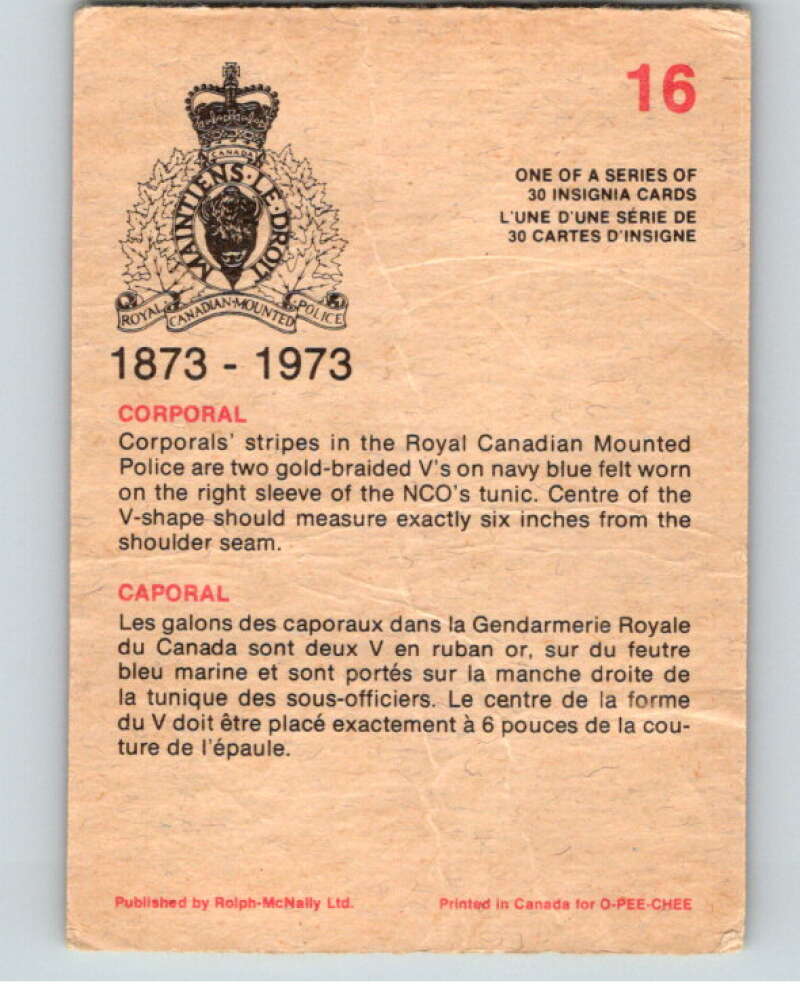 16
ONE OF A SERIES OF
30 INSIGNIA CARDS
L'UNE D'UNE SÉRIE DE
30 CARTES D'INSIGNE
CANADA
MAINTIENS·LE·DROIT
ROYAL CANADIAN·MOUNTED POLICE
1873 - 1973
CORPORAL
Corporals' stripes in the Royal Canadian Mounted
Police are two gold-braided V's on navy blue felt worn
on the right sleeve of the NCO's tunic. Centre of the
V-shape should measure exactly six inches from the
shoulder seam.
CAPORAL
Les galons des caporaux dans la Gendarmerie Royale
du Canada sont deux V en ruban or, sur du feutre
bleu marine et sont portés sur la manche droite de
la tunique des sous-officiers. Le centre de la forme
du V doit être placé exactement à 6 pouces de la cou-
ture de l'épaule.
Published by Rolph-McNally Ltd. Printed in Canada for O-PEE-CHEE